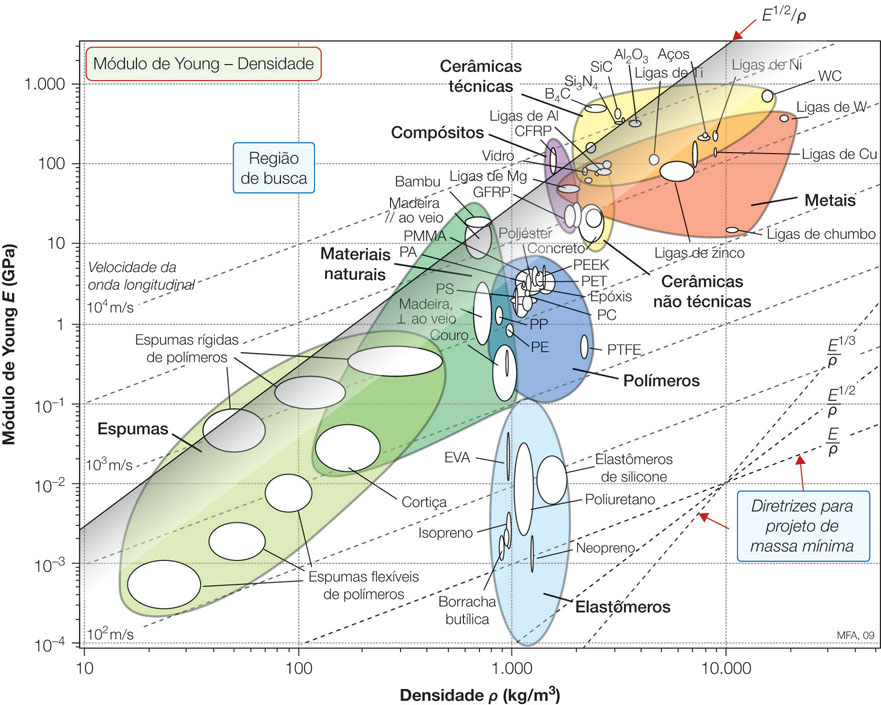 E^1/2/ρ
Módulo de Young – Densidade
Al2O3
Aços
SiC
Ligas de Ti
Ligas de Ni
Cerâmicas
técnicas
Si3N4
WC
B4C
Ligas de W
1.000
Ligas de Al
CFRP
Compósitos
Região
de busca
Vidro
Ligas de Cu
100
Ligas de Mg
Bambu
GFRP
Metais
Madeira
// ao veio
PMMA
Poliéster
Ligas de chumbo
10
PA
Concreto
Ligas de zinco
Materiais
naturais
PEEK
Velocidade da
onda longitudinal
PET
Cerâmicas
não técnicas
PS
Epóxis
10^4 m/s
Madeira,
⊥ ao veio
PC
1
PP
Couro
PE
PTFE
Espumas rígidas
de polímeros
E^1/3
ρ
Polímeros
E^1/2
ρ
10^–1
Espumas
E
ρ
10^3 m/s
EVA
Elastômeros
de silicone
10^–2
Cortiça
Poliuretano
Diretrizes para
projeto de
massa mínima
Isopreno
Neopreno
10^–3
Espumas flexíveis
de polímeros
Borracha
butílica
Elastômeros
10^2 m/s
MFA, 09
10^–4
10
100
1.000
10.000
Módulo de Young E (GPa)
Densidade ρ (kg/m³)